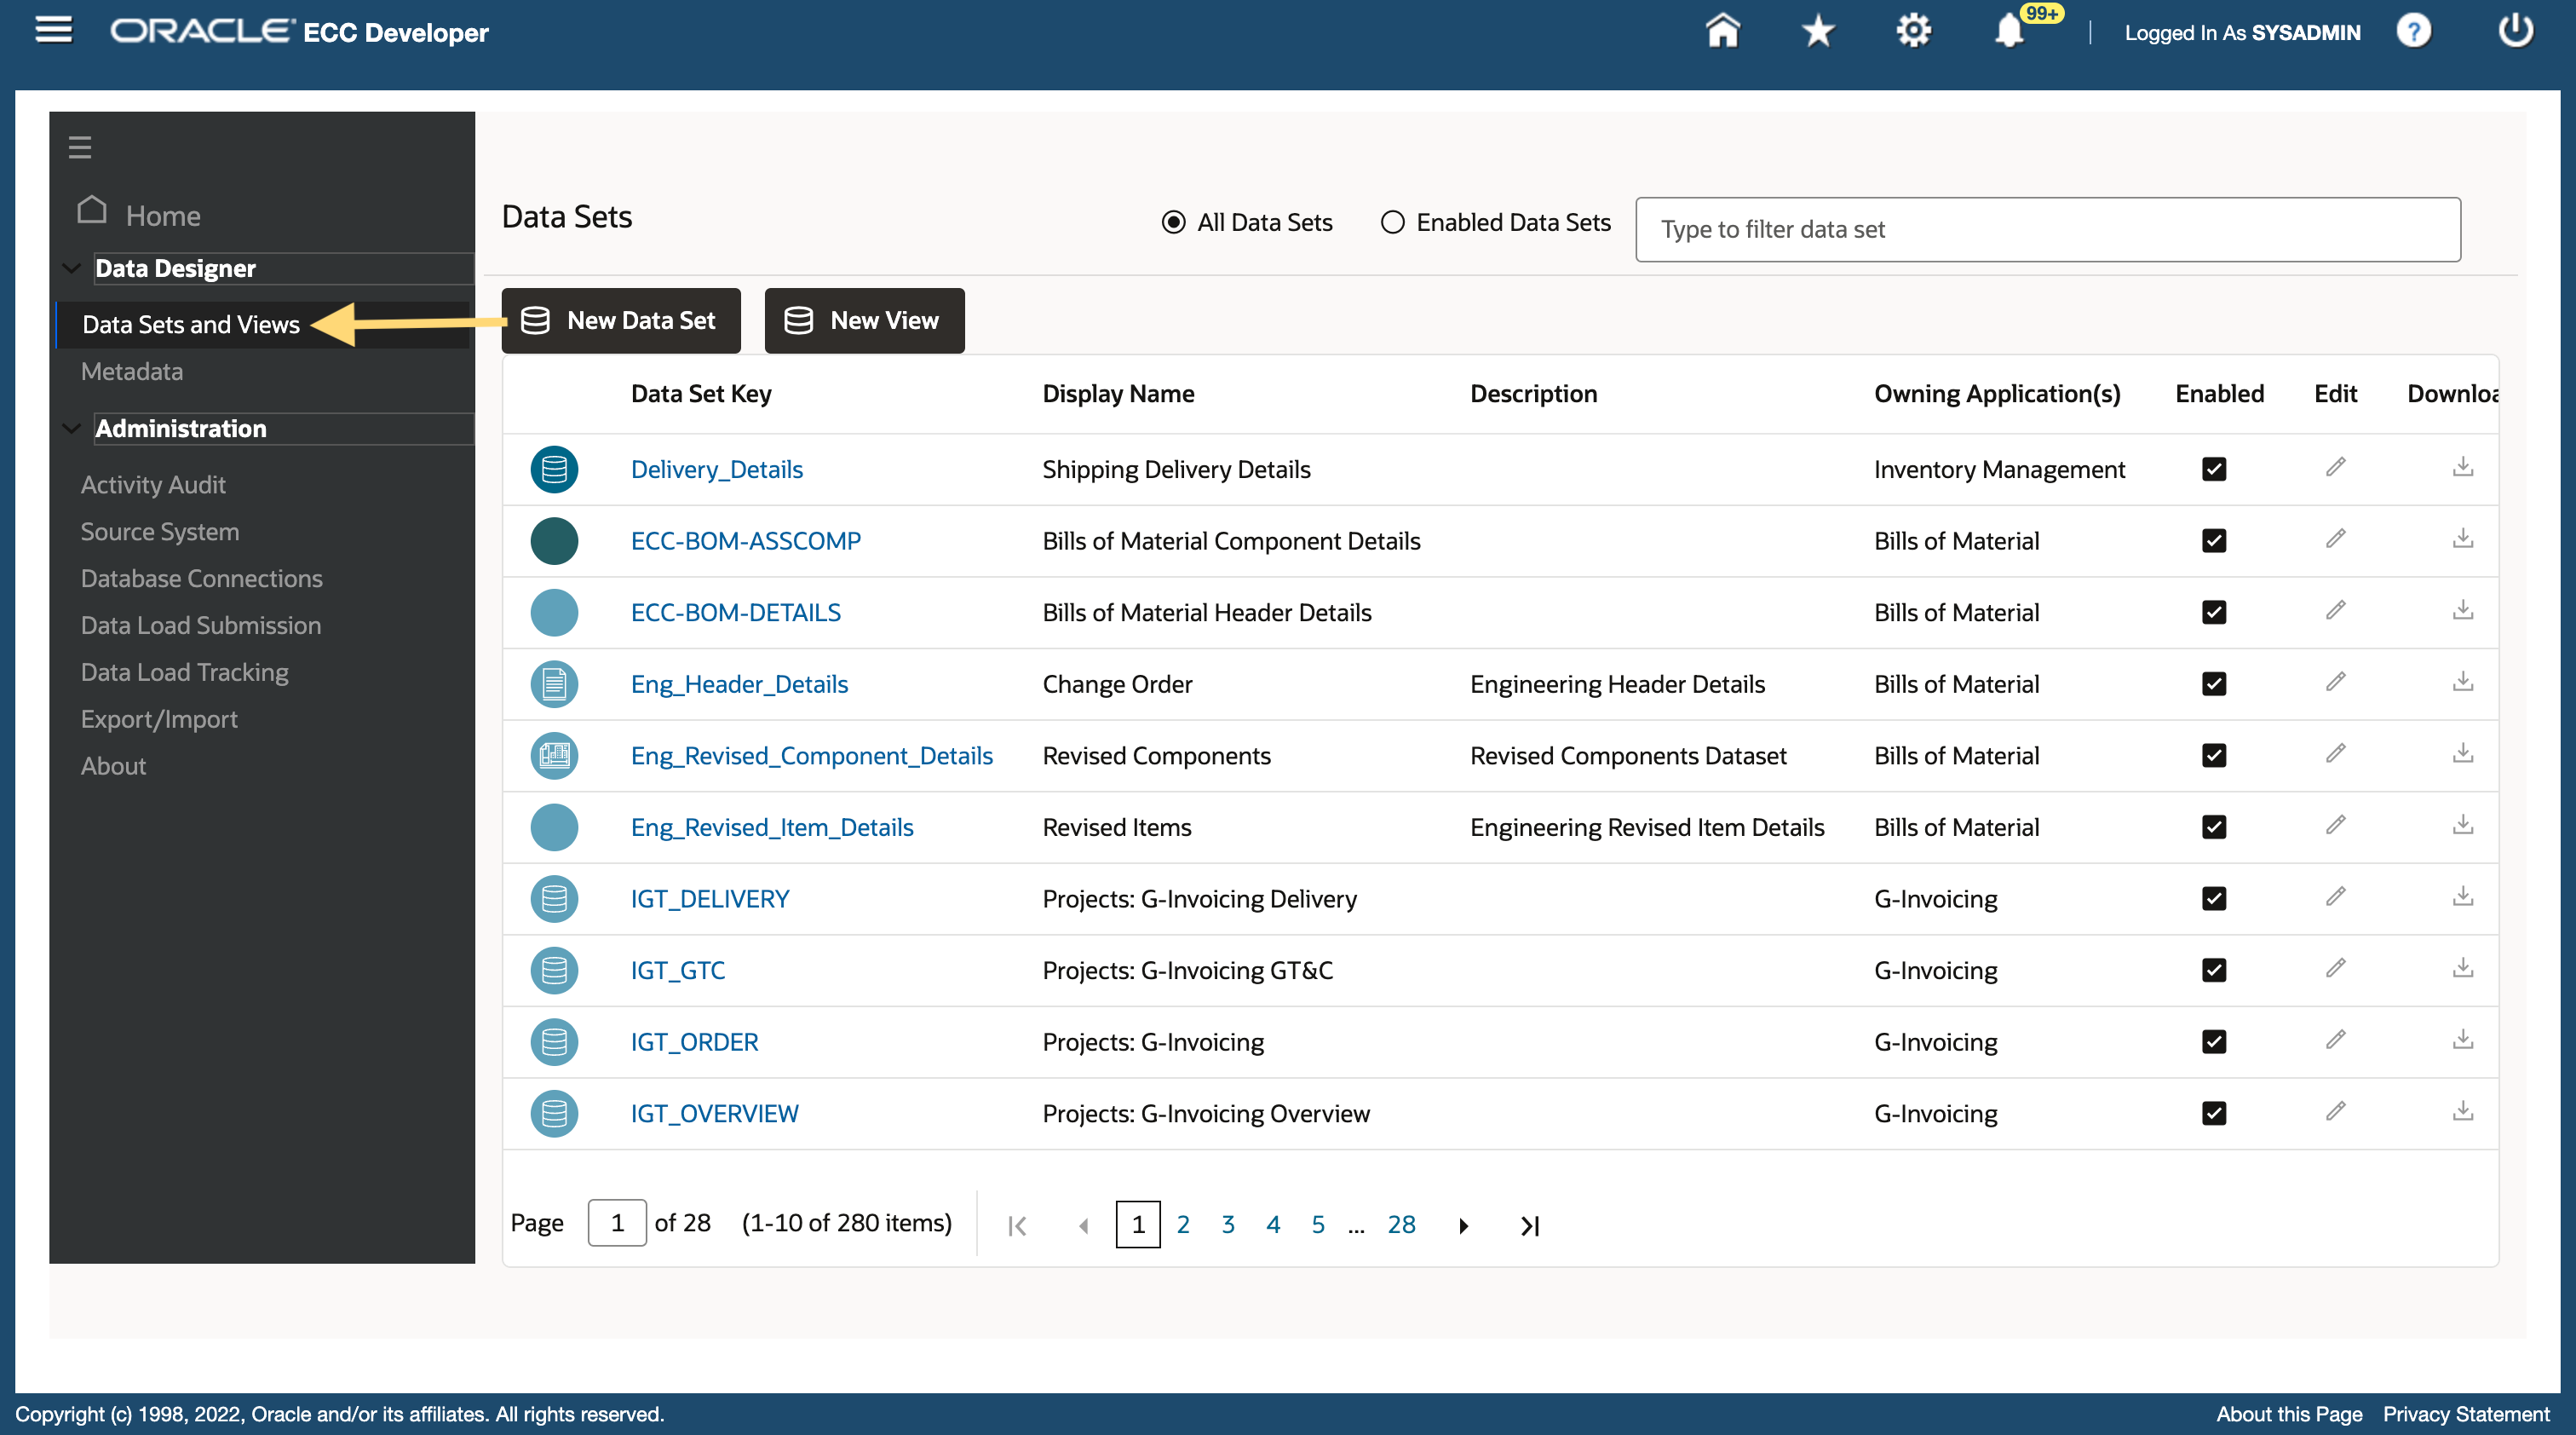 ORACLE ECC Developer
99+
Logged In As SYSADMIN
?
Home
Data Designer
Data Sets and Views
Metadata
Administration
Activity Audit
Source System
Database Connections
Data Load Submission
Data Load Tracking
Export/Import
About
Data Sets
All Data Sets
Enabled Data Sets
Type to filter data set
New Data Set
New View
Data Set Key Display Name Description Owning Application(s) Enabled Edit Downloa
Delivery_Details Shipping Delivery Details Inventory Management
ECC-BOM-ASSCOMP Bills of Material Component Details Bills of Material
ECC-BOM-DETAILS Bills of Material Header Details Bills of Material
Eng_Header_Details Change Order Engineering Header Details Bills of Material
Eng_Revised_Component_Details Revised Components Revised Components Dataset Bills of Material
Eng_Revised_Item_Details Revised Items Engineering Revised Item Details Bills of Material
IGT_DELIVERY Projects: G-Invoicing Delivery G-Invoicing
IGT_GTC Projects: G-Invoicing GT&C G-Invoicing
IGT_ORDER Projects: G-Invoicing G-Invoicing
IGT_OVERVIEW Projects: G-Invoicing Overview G-Invoicing
Page 1 of 28 (1-10 of 280 items) 1 2 3 4 5 ... 28
Copyright (c) 1998, 2022, Oracle and/or its affiliates. All rights reserved.
About this Page Privacy Statement